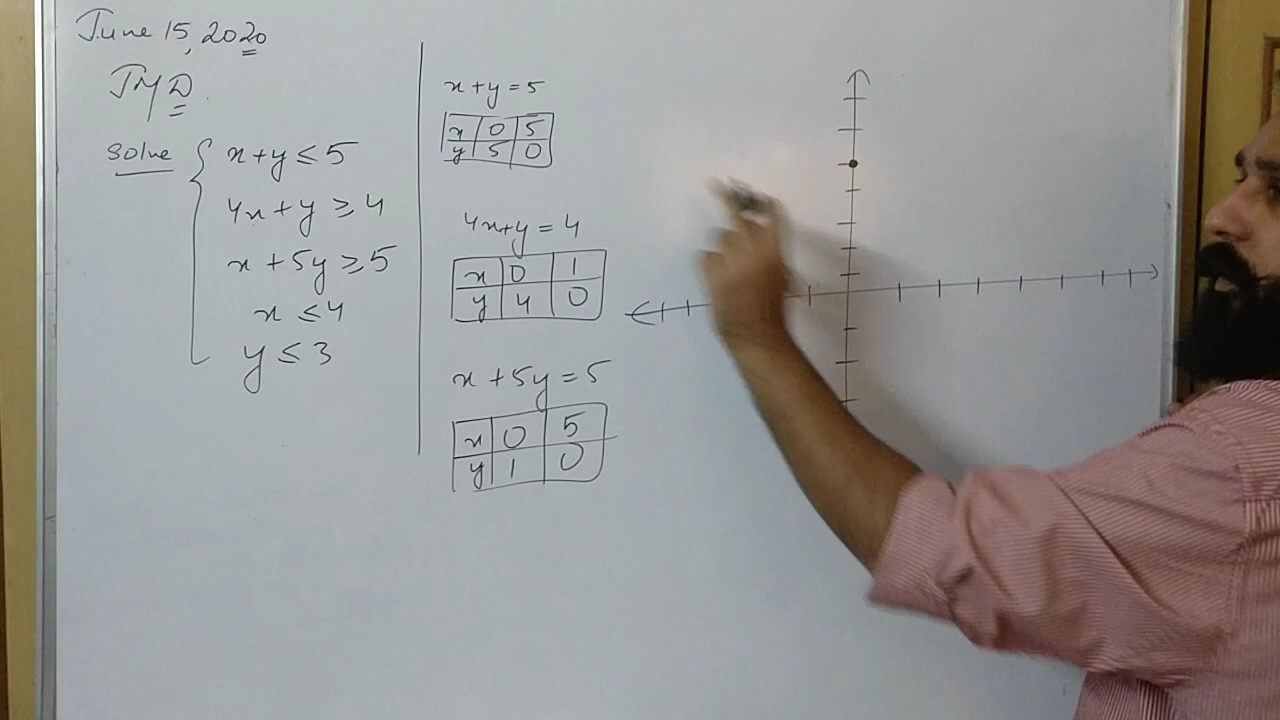 June 15, 2020
JMD
Solve
x+y ≤ 5
4x+y ≥ 4
x + 5y ≥ 5
x ≤ 4
y ≤ 3
x+y=5
x 0 5
y 5 0
4x+y = 4
x 0 1
y 4 0
x + 5y = 5
x 0 5
y 1 0